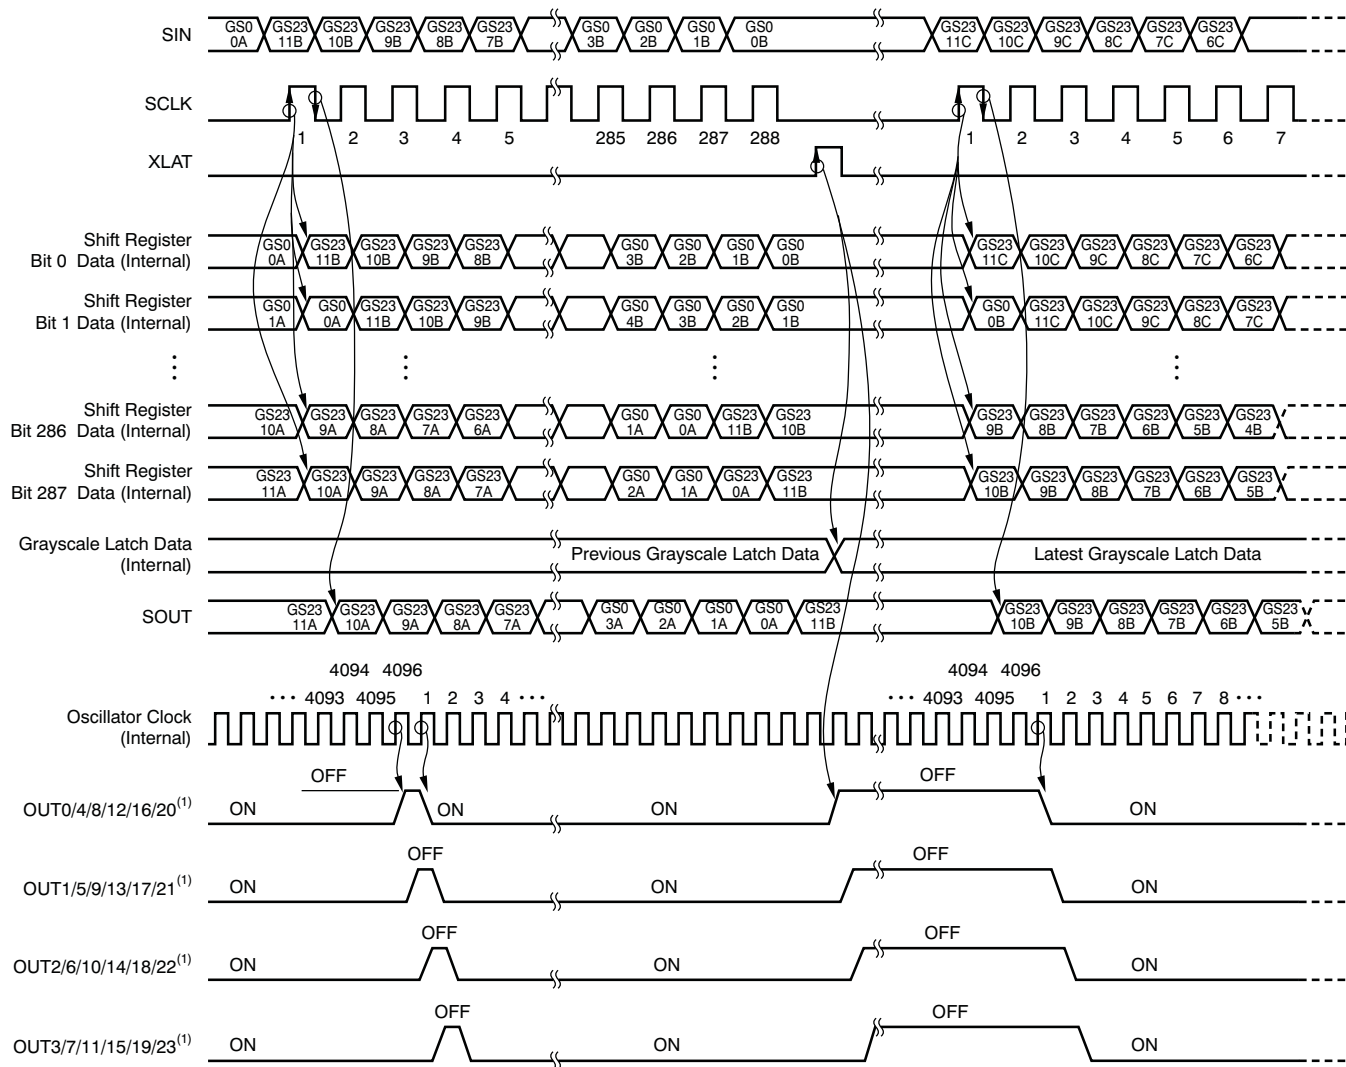 SIN
GS0 GS23 GS23 GS23 GS23 GS23 GS0 GS0 GS0 GS0 GS23 GS23 GS23 GS23 GS23 GS23
0A 11B 10B 9B 8B 7B 3B 2B 1B 0B 11C 10C 9C 8C 7C 6C
SCLK
1 2 3 4 5 285 286 287 288 1 2 3 4 5 6 7
XLAT
Shift Register
Bit 0 Data (Internal)
GS0 GS23 GS23 GS23 GS23 GS0 GS0 GS0 GS0 GS23 GS23 GS23 GS23 GS23 GS23
0A 11B 10B 9B 8B 3B 2B 1B 0B 11C 10C 9C 8C 7C 6C
Shift Register
Bit 1 Data (Internal)
GS0 GS0 GS23 GS23 GS23 GS0 GS0 GS0 GS0 GS0 GS23 GS23 GS23 GS23 GS23
1A 0A 11B 10B 9B 4B 3B 2B 1B 0B 11C 10C 9C 8C 7C
Shift Register
Bit 286 Data (Internal)
GS23 GS23 GS23 GS23 GS23 GS0 GS0 GS23 GS23 GS23 GS23 GS23 GS23 GS23 GS23
10A 9A 8A 7A 6A 1A 0A 11B 10B 9B 8B 7B 6B 5B 4B
Shift Register
Bit 287 Data (Internal)
GS23 GS23 GS23 GS23 GS23 GS0 GS0 GS23 GS23 GS23 GS23 GS23 GS23 GS23 GS23
11A 10A 9A 8A 7A 2A 1A 0A 11B 10B 9B 8B 7B 6B 5B
Grayscale Latch Data
(Internal)
Previous Grayscale Latch Data Latest Grayscale Latch Data
SOUT
GS23 GS23 GS23 GS23 GS23 GS0 GS0 GS0 GS0 GS23 GS23 GS23 GS23 GS23 GS23 GS23
11A 10A 9A 8A 7A 3A 2A 1A 0A 11B 10B 9B 8B 7B 6B 5B
4094 4096 4094 4096
••• 4093 4095 1 2 3 4 ••• ••• 4093 4095 1 2 3 4 5 6 7 8 •••
Oscillator Clock
(Internal)
OFF OFF
OUT0/4/8/12/16/20(1) ON ON ON ON
OFF OFF
OUT1/5/9/13/17/21(1) ON ON ON
OFF OFF
OUT2/6/10/14/18/22(1) ON ON ON
OFF OFF
OUT3/7/11/15/19/23(1) ON ON ON